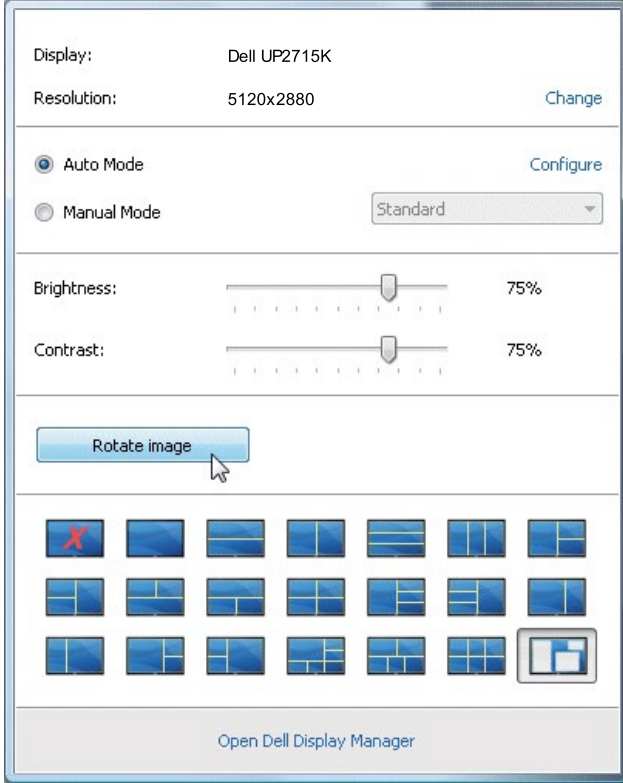 Display: Dell UP2715K
Resolution: 5120x2880 Change
Auto Mode Configure
Manual Mode Standard
Brightness: 75%
Contrast: 75%
Rotate image
Open Dell Display Manager